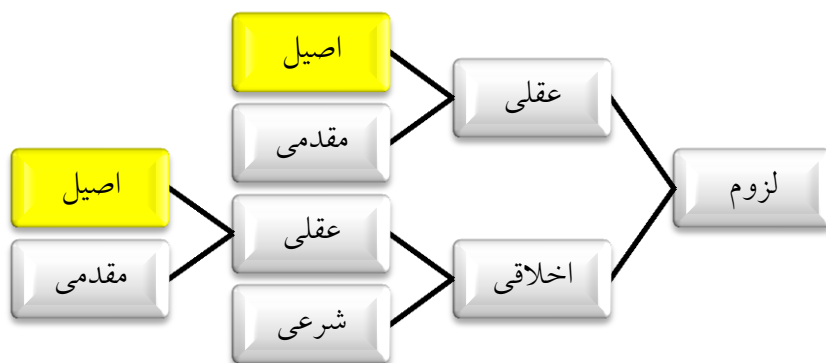 لزوم
عقلی
اصیل
مقدمی
اخلاقی
عقلی
اصیل
مقدمی
شرعی